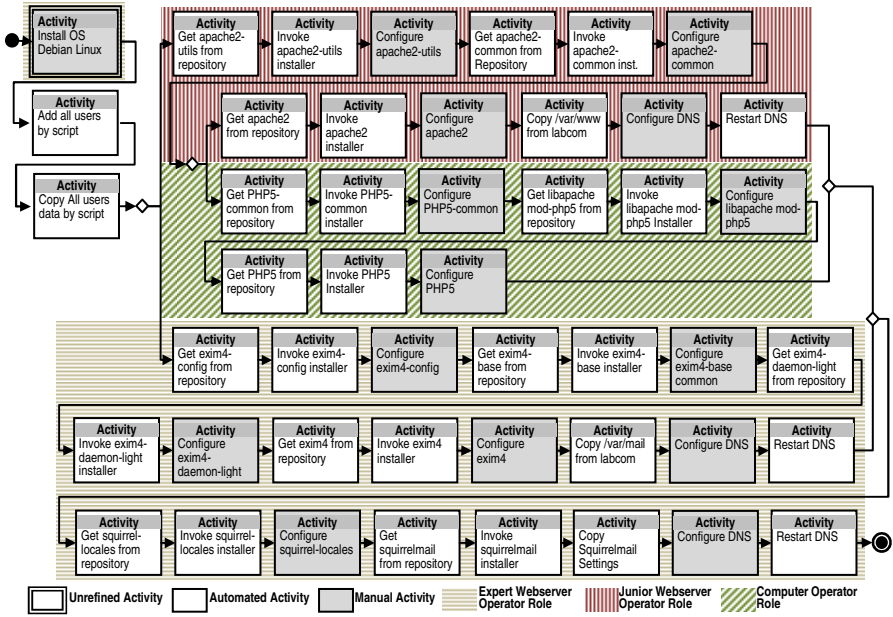 Activity
Install OS
Debian Linux
Activity
Get apache2-
utils from
repository
Activity
Invoke
apache2-utils
installer
Activity
Configure
apache2-utils
Activity
Get apache2-
common from
Repository
Activity
Invoke
apache2-
common inst.
Activity
Configure
apache2-
common
Activity
Add all users
by script
Activity
Get apache2
from repository
Activity
Invoke
apache2
installer
Activity
Configure
apache2
Activity
Copy /var/www
from labcom
Activity
Configure DNS
Activity
Restart DNS
Activity
Copy All users
data by script
Activity
Get PHP5-
common from
repository
Activity
Invoke PHP5-
common
installer
Activity
Configure
PHP5-common
Activity
Get libapache
mod-php5 from
repository
Activity
Invoke
libapache mod-
php5 Installer
Activity
Configure
libapache mod-
php5
Activity
Get PHP5 from
repository
Activity
Invoke PHP5
Installer
Activity
Configure
PHP5
Activity
Get exim4-
config from
repository
Activity
Invoke exim4-
config installer
Activity
Configure
exim4-config
Activity
Get exim4-
base from
repository
Activity
Invoke exim4-
base installer
Activity
Configure
exim4-base
common
Activity
Get exim4-
daemon-light
from repository
Activity
Invoke exim4-
daemon-light
installer
Activity
Configure
exim4-
daemon-light
Activity
Get exim4 from
repository
Activity
Invoke exim4
installer
Activity
Configure
exim4
Activity
Copy /var/mail
from labcom
Activity
Configure DNS
Activity
Restart DNS
Activity
Get squirrel-
locales from
repository
Activity
Invoke squirrel-
locales installer
Activity
Configure
squirrel-locales
Activity
Get
squirrelmail
from repository
Activity
Invoke
squirrelmail
installer
Activity
Copy
Squirrelmail
Settings
Activity
Configure DNS
Activity
Restart DNS
Unrefined Activity
Automated Activity
Manual Activity
Expert Webserver
Operator Role
Junior Webserver
Operator Role
Computer Operator
Role